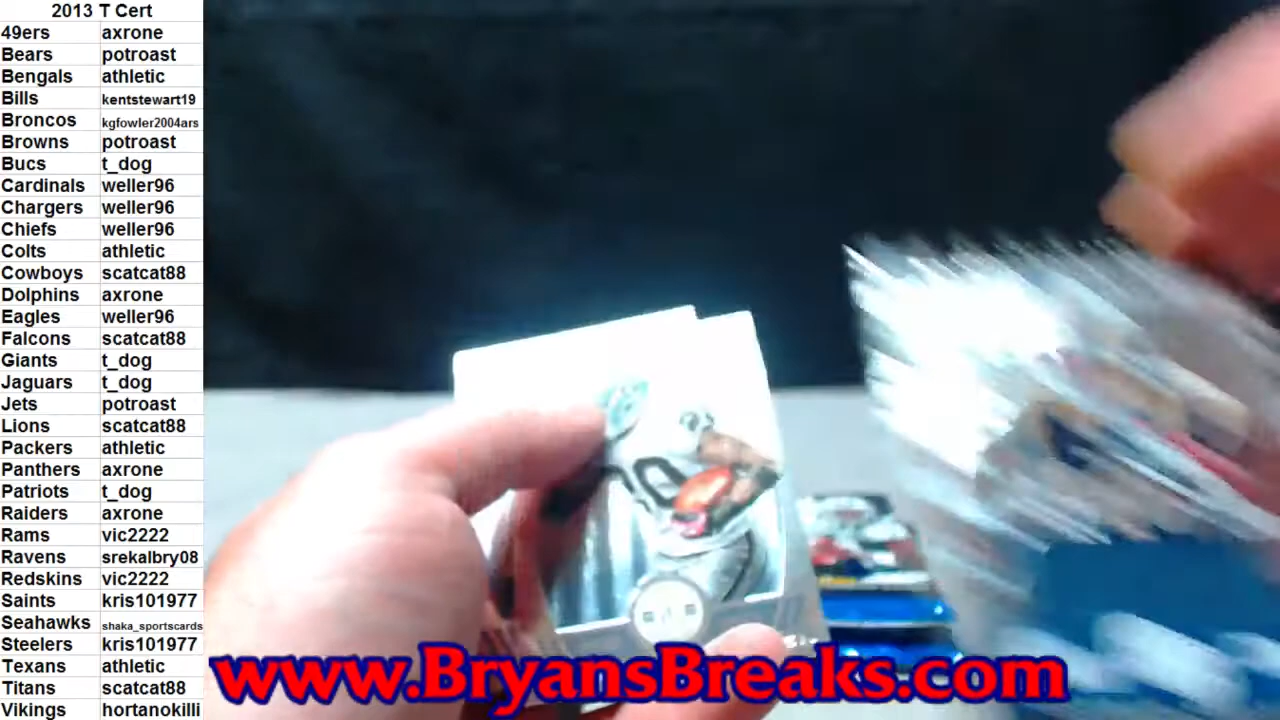 2013 T Cert
49ers axrone
Bears potroast
Bengals athletic
Bills kentstewart19
Broncos kgfowler2004ars
Browns potroast
Bucs t_dog
Cardinals weller96
Chargers weller96
Chiefs weller96
Colts athletic
Cowboys scatcat88
Dolphins axrone
Eagles weller96
Falcons scatcat88
Giants t_dog
Jaguars t_dog
Jets potroast
Lions scatcat88
Packers athletic
Panthers axrone
Patriots t_dog
Raiders axrone
Rams vic2222
Ravens srekalbry08
Redskins vic2222
Saints kris101977
Seahawks shaka_sportscards
Steelers kris101977
Texans athletic
Titans scatcat88
Vikings hortanokilli
www.BryansBreaks.com